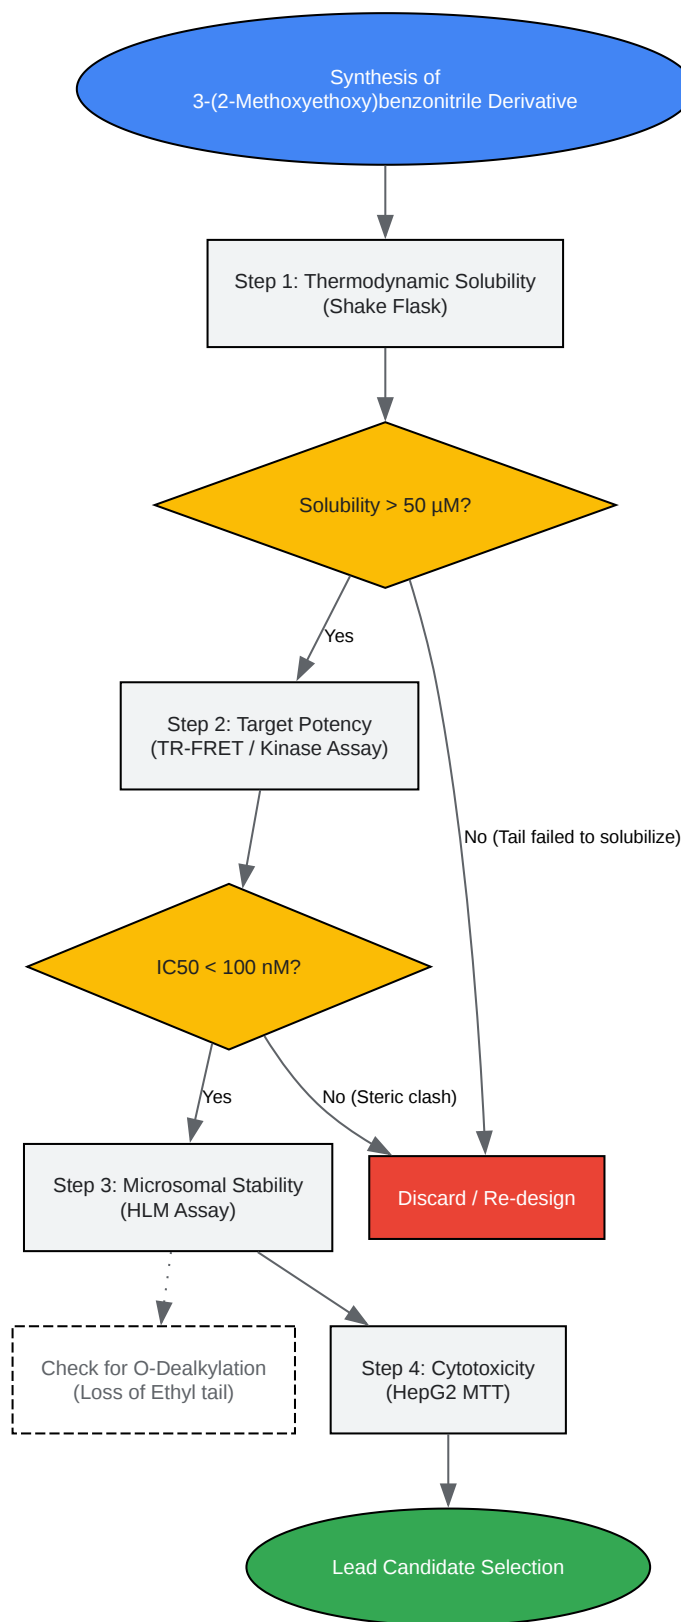 Synthesis of
3-(2-Methoxyethoxy)benzonitrile Derivative
Step 1: Thermodynamic Solubility
(Shake Flask)
Solubility > 50 µM?
Yes
Step 2: Target Potency
(TR-FRET / Kinase Assay)
No (Tail failed to solubilize)
IC50 < 100 nM?
Yes
No (Steric clash)
Step 3: Microsomal Stability
(HLM Assay)
Discard / Re-design
Check for O-Dealkylation
(Loss of Ethyl tail)
Step 4: Cytotoxicity
(HepG2 MTT)
Lead Candidate Selection